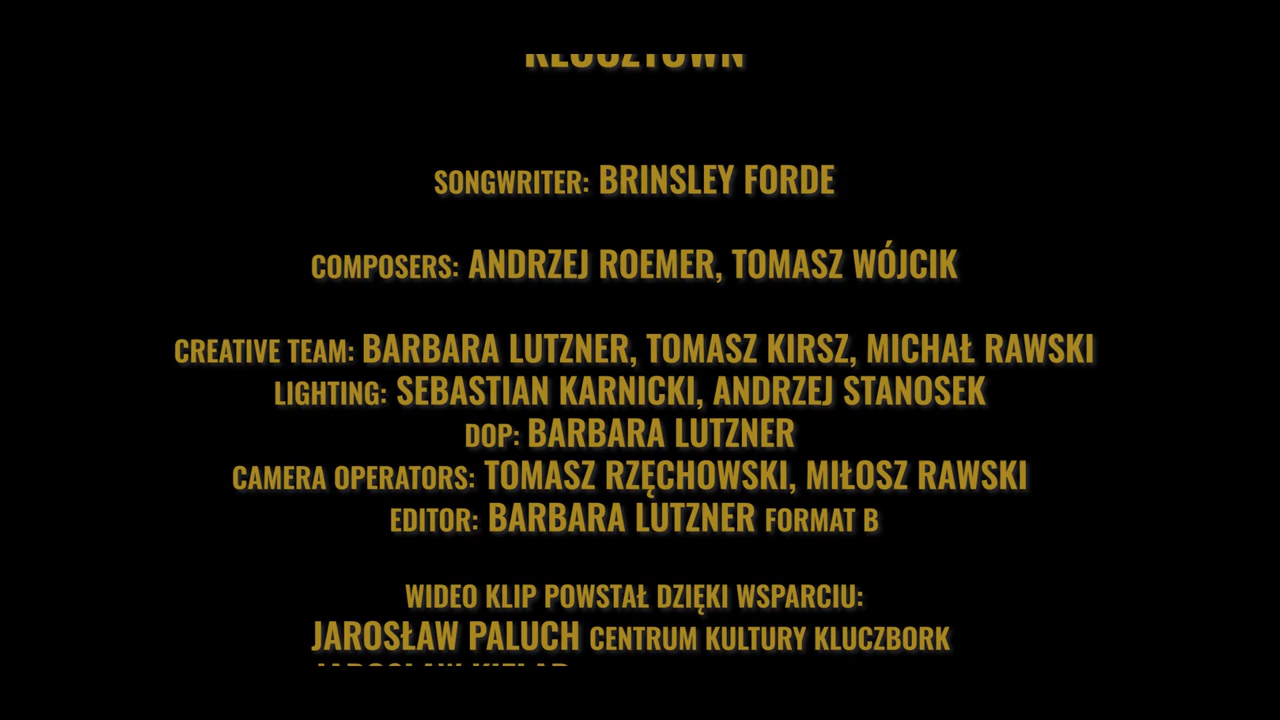 SONGWRITER: BRINSLEY FORDE
COMPOSERS: ANDRZEJ ROEMER, TOMASZ WÓJCIK
CREATIVE TEAM: BARBARA LUTZNER, TOMASZ KIRSZ, MICHAŁ RAWSKI
LIGHTING: SEBASTIAN KARNICKI, ANDRZEJ STANOSEK
DOP: BARBARA LUTZNER
CAMERA OPERATORS: TOMASZ RZĘCHOWSKI, MIŁOSZ RAWSKI
EDITOR: BARBARA LUTZNER FORMAT B
WIDEO KLIP POWSTAŁ DZIĘKI WSPARCIU:
JAROSŁAW PALUCH CENTRUM KULTURY KLUCZBORK